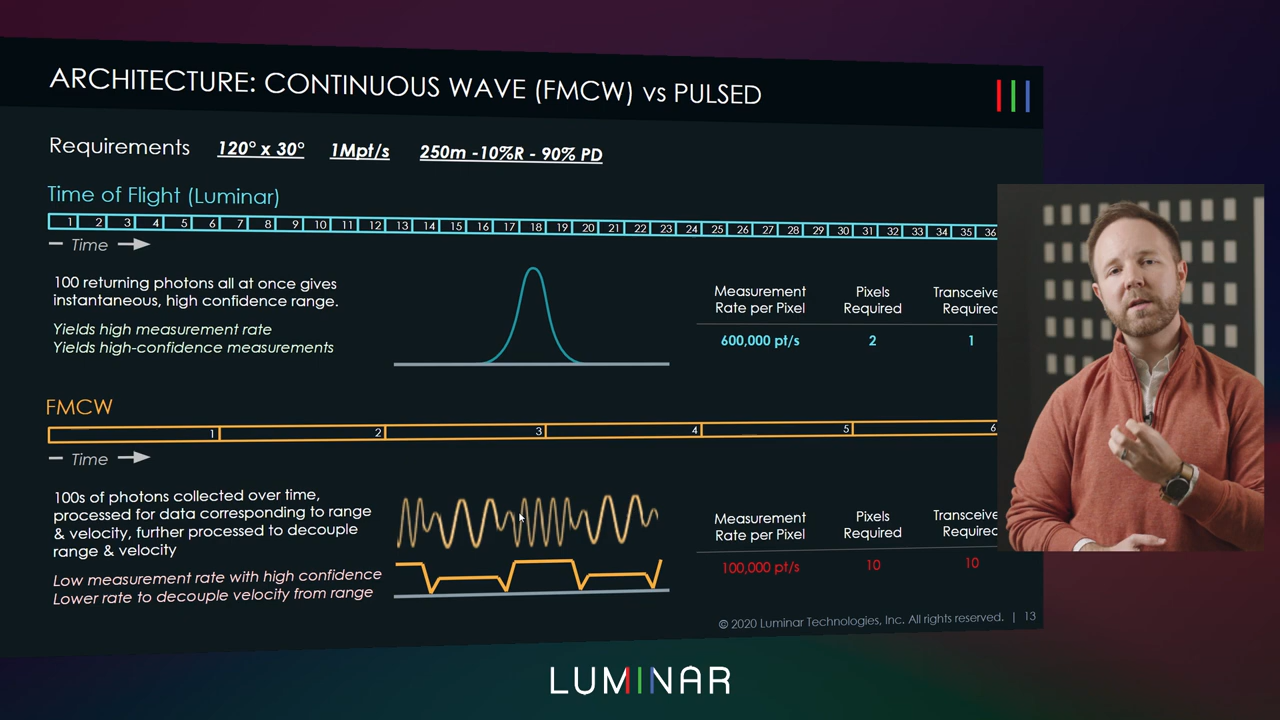 ARCHITECTURE: CONTINUOUS WAVE (FMCW) vs PULSED
Requirements 120° x 30° 1Mpt/s 250m -10%R - 90% PD
Time of Flight (Luminar)
1 2 3 4 5 6 7 8 9 10 11 12 13 14 15 16 17 18 19 20 21 22 23 24 25 26 27 28 29 30 31 32 33 34 35 36
Time
100 returning photons all at once gives
instantaneous, high confidence range.
Yields high measurement rate
Yields high-confidence measurements
Measurement Pixels Transceive
Rate per Pixel Required Required
600,000 pt/s 2 1
FMCW
1 2 3 4 5 6
Time
100s of photons collected over time,
processed for data corresponding to range
& velocity, further processed to decouple
range & velocity
Low measurement rate with high confidence
Lower rate to decouple velocity from range
Measurement Pixels Transceive
Rate per Pixel Required Required
100,000 pt/s 10 10
© 2020 Luminar Technologies, Inc. All rights reserved. | 13
LUMINAR